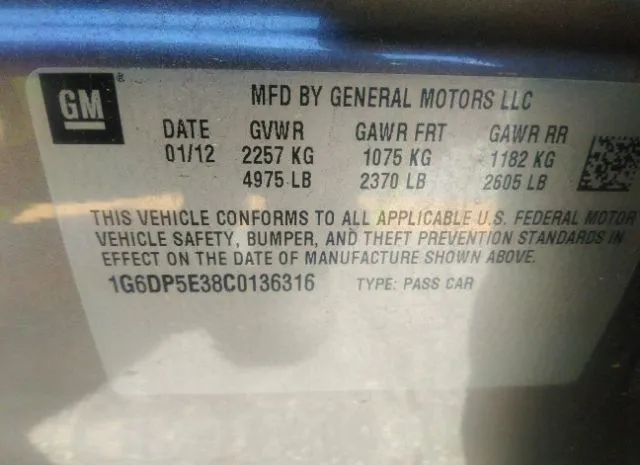 GM®
MFD BY GENERAL MOTORS LLC
DATE GVWR GAWR FRT GAWR RR
01/12 2257 KG 1075 KG 1182 KG
4975 LB 2370 LB 2605 LB
THIS VEHICLE CONFORMS TO ALL APPLICABLE U.S. FEDERAL MOTOR
VEHICLE SAFETY, BUMPER, AND THEFT PREVENTION STANDARDS IN
EFFECT ON THE DATE OF MANUFACTURE SHOWN ABOVE.
1G6DP5E38C0136316 TYPE: PASS CAR